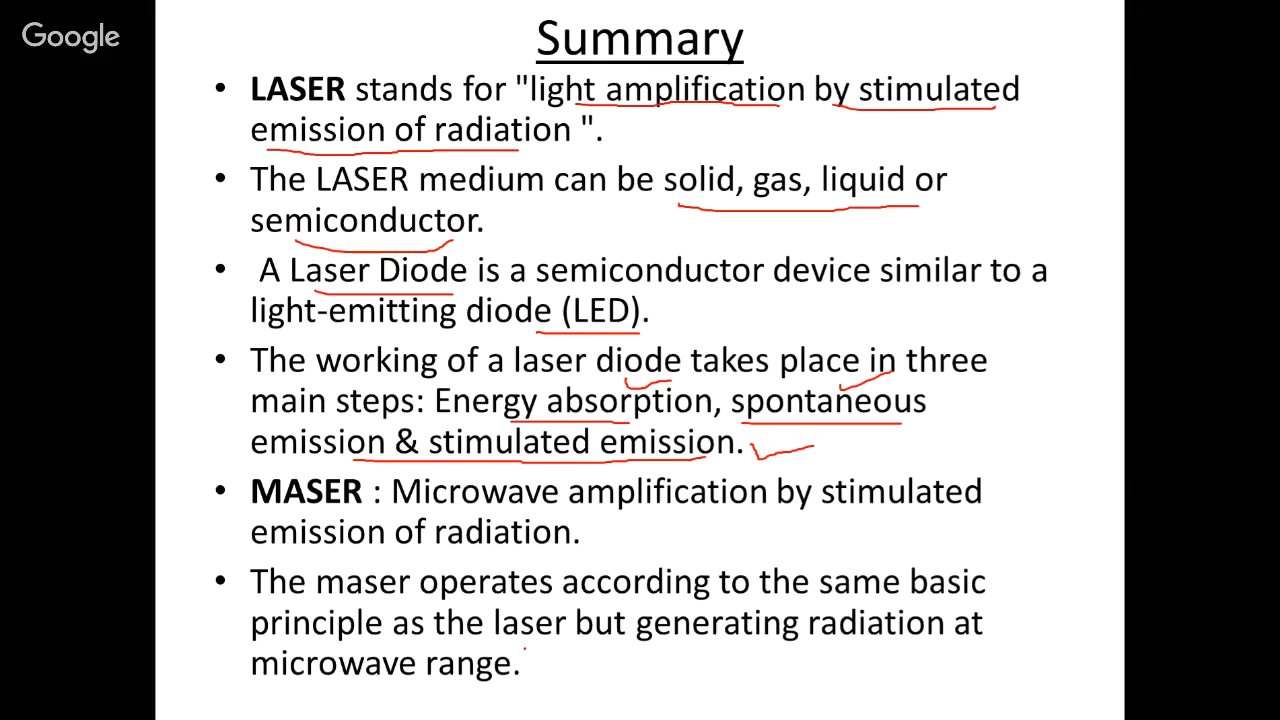 Google
Summary
• LASER stands for "light amplification by stimulated
emission of radiation ".
• The LASER medium can be solid, gas, liquid or
semiconductor.
• A Laser Diode is a semiconductor device similar to a
light-emitting diode (LED).
• The working of a laser diode takes place in three
main steps: Energy absorption, spontaneous
emission & stimulated emission.
• MASER : Microwave amplification by stimulated
emission of radiation.
• The maser operates according to the same basic
principle as the laser but generating radiation at
microwave range.